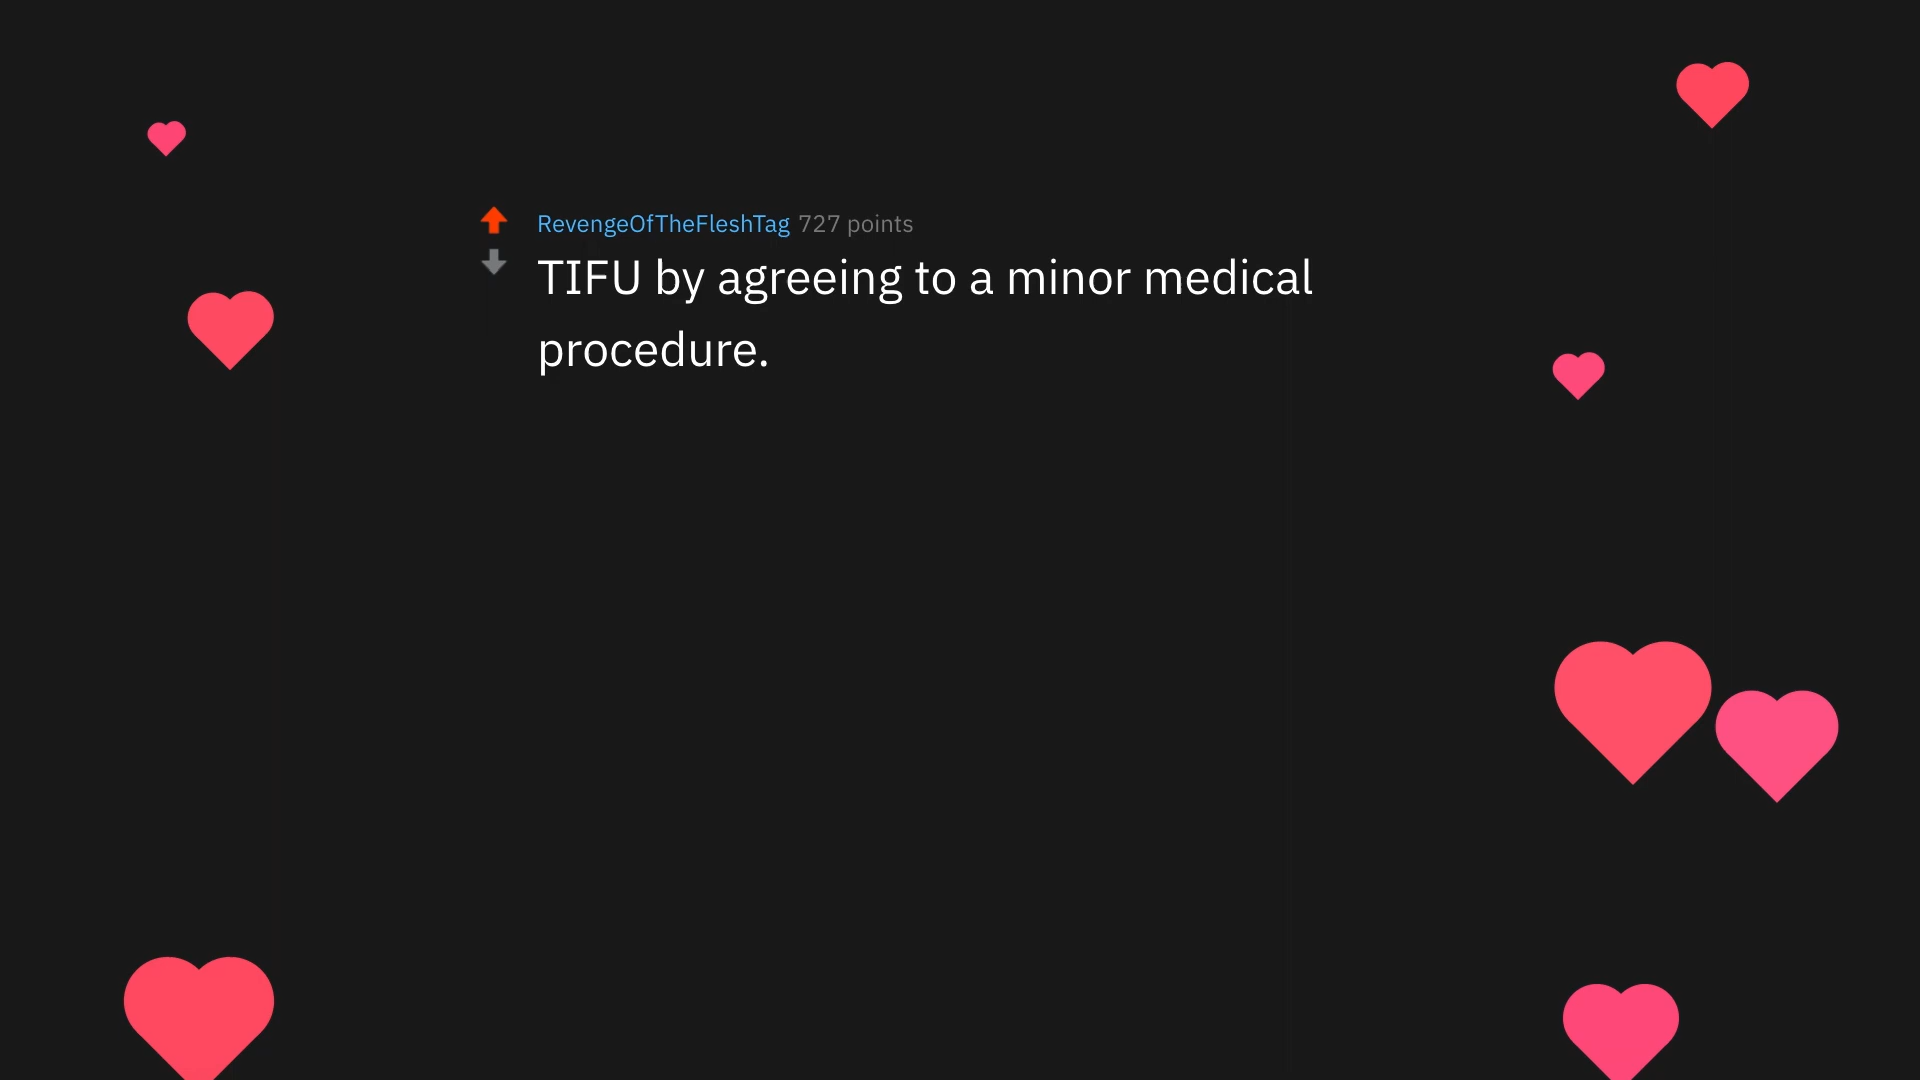 RevengeOfTheFleshTag 727 points
TIFU by agreeing to a minor medical
procedure.